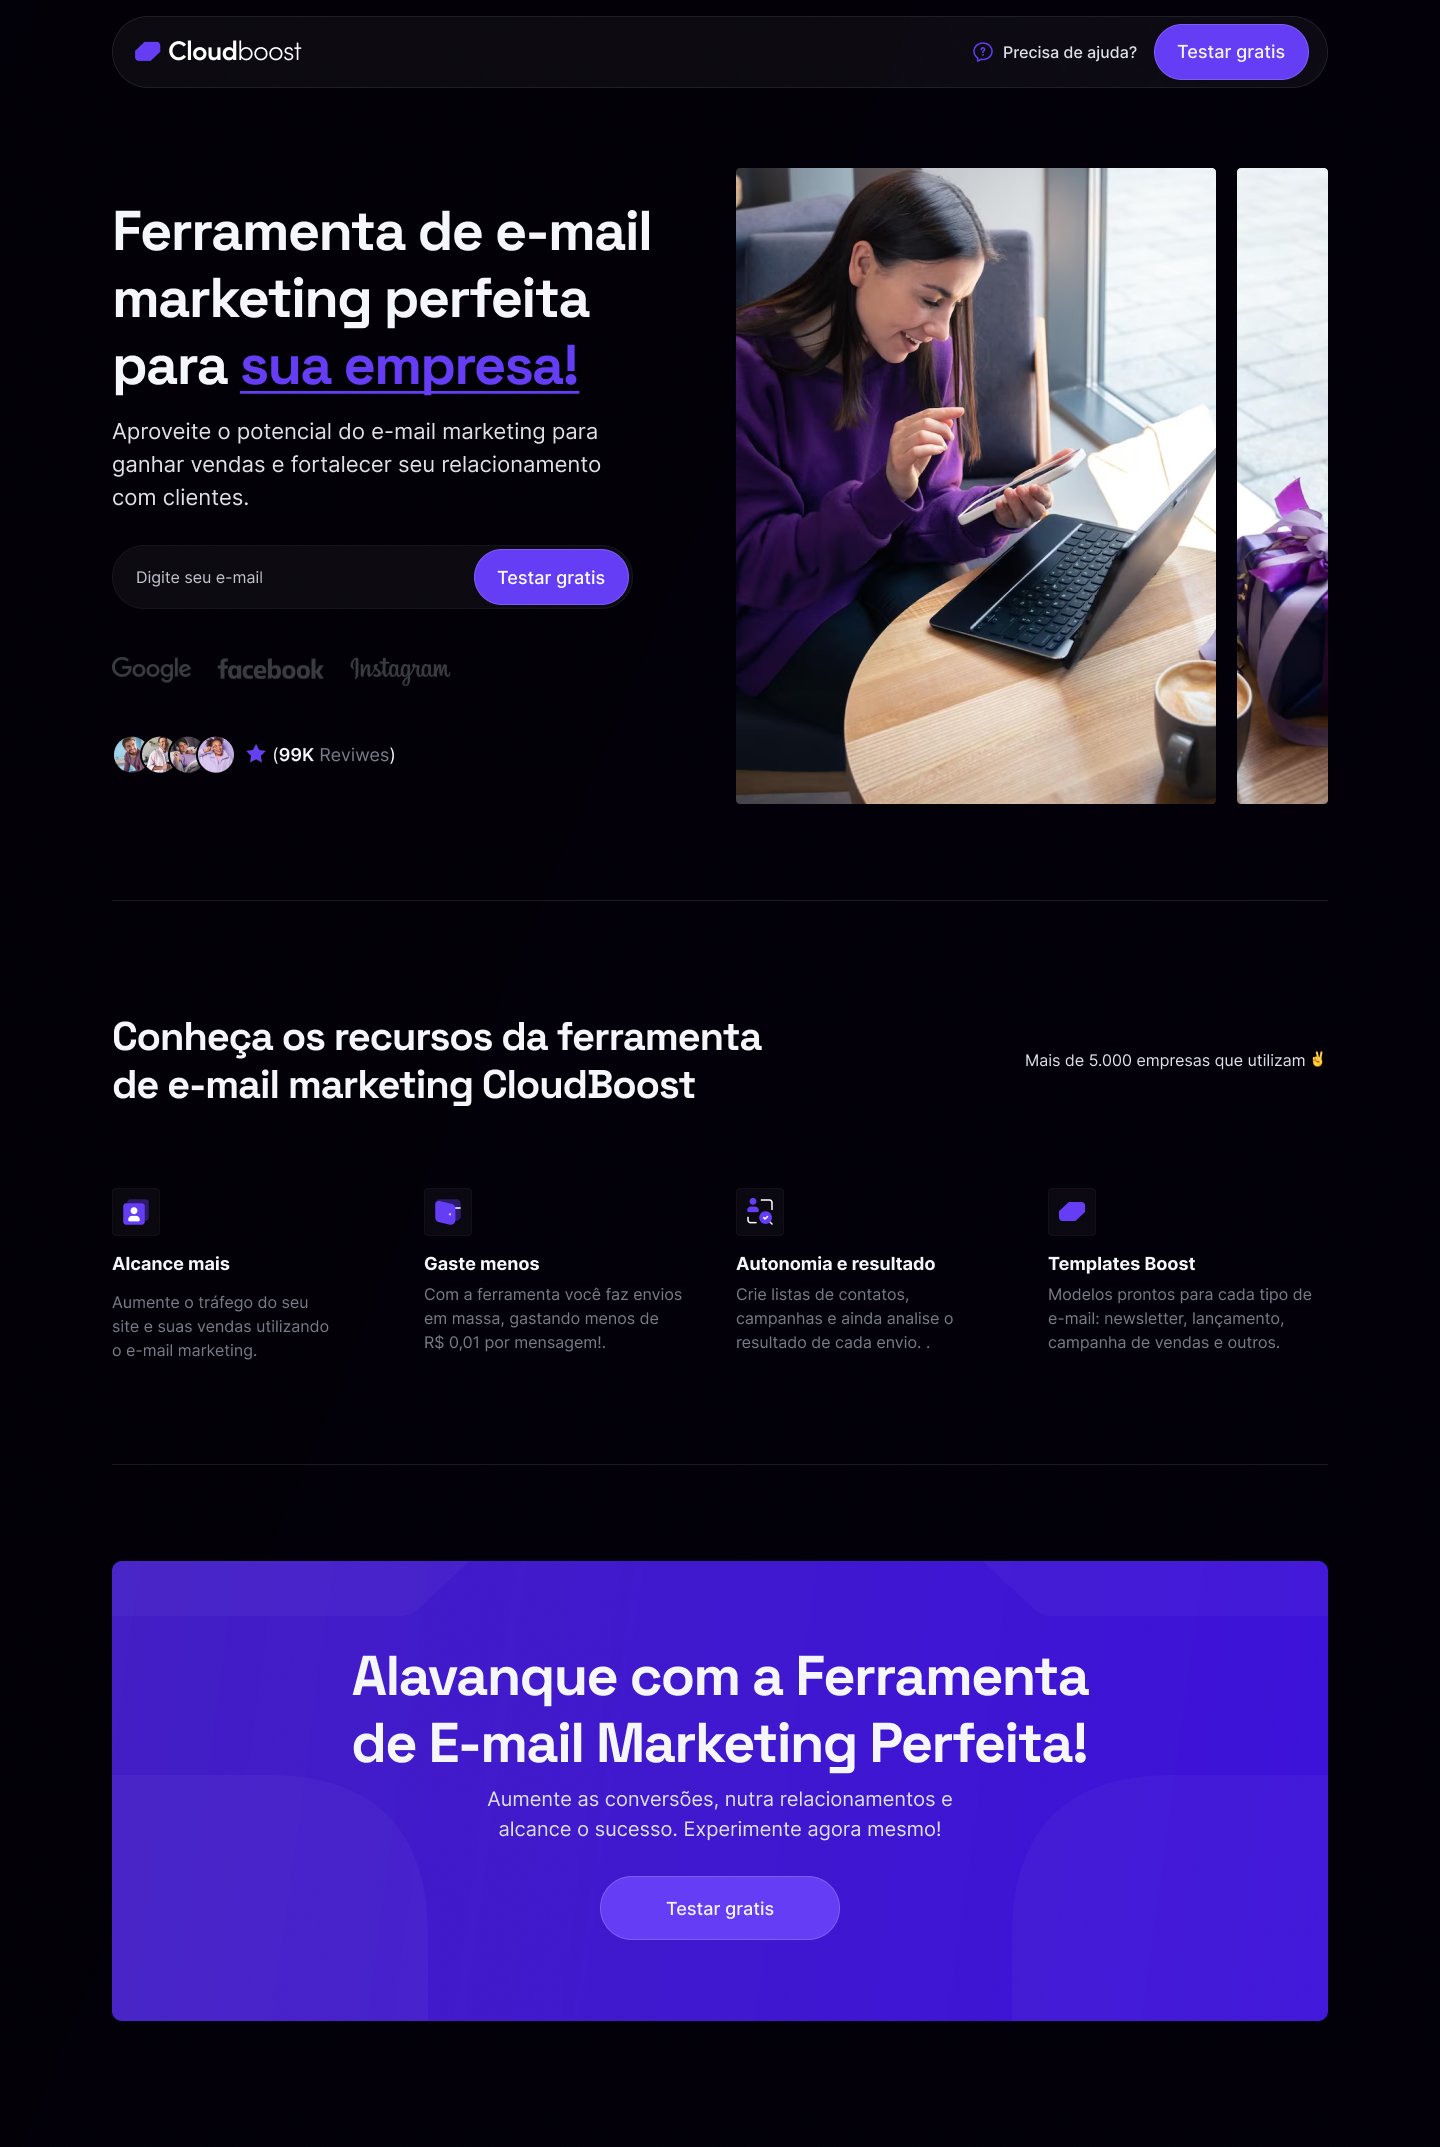 Cloudboost
Precisa de ajuda?
Testar gratis
Ferramenta de e-mail
marketing perfeita
para sua empresa!
Aproveite o potencial do e-mail marketing para
ganhar vendas e fortalecer seu relacionamento
com clientes.
Digite seu e-mail
Testar gratis
Google facebook Instagram
(99K Reviwes)
Conheça os recursos da ferramenta
de e-mail marketing CloudBoost
Mais de 5.000 empresas que utilizam ✌️
Alcance mais
Aumente o tráfego do seu
site e suas vendas utilizando
o e-mail marketing.
Gaste menos
Com a ferramenta você faz envios
em massa, gastando menos de
R$ 0,01 por mensagem!.
Autonomia e resultado
Crie listas de contatos,
campanhas e ainda analise o
resultado de cada envio. .
Templates Boost
Modelos prontos para cada tipo de
e-mail: newsletter, lançamento,
campanha de vendas e outros.
Alavanque com a Ferramenta
de E-mail Marketing Perfeita!
Aumente as conversões, nutra relacionamentos e
alcance o sucesso. Experimente agora mesmo!
Testar gratis